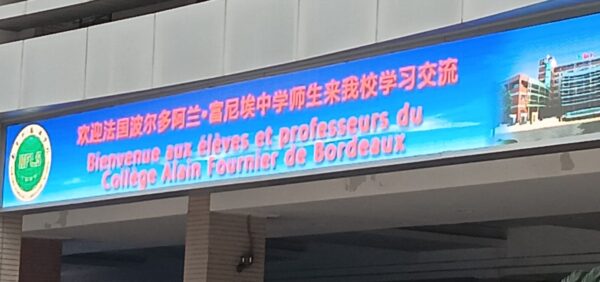 欢迎法国波尔多阿兰·富尼埃中学师生来我校学习交流
Bienvenue aux élèves et professeurs du
Collège Alain Fournier de Bordeaux